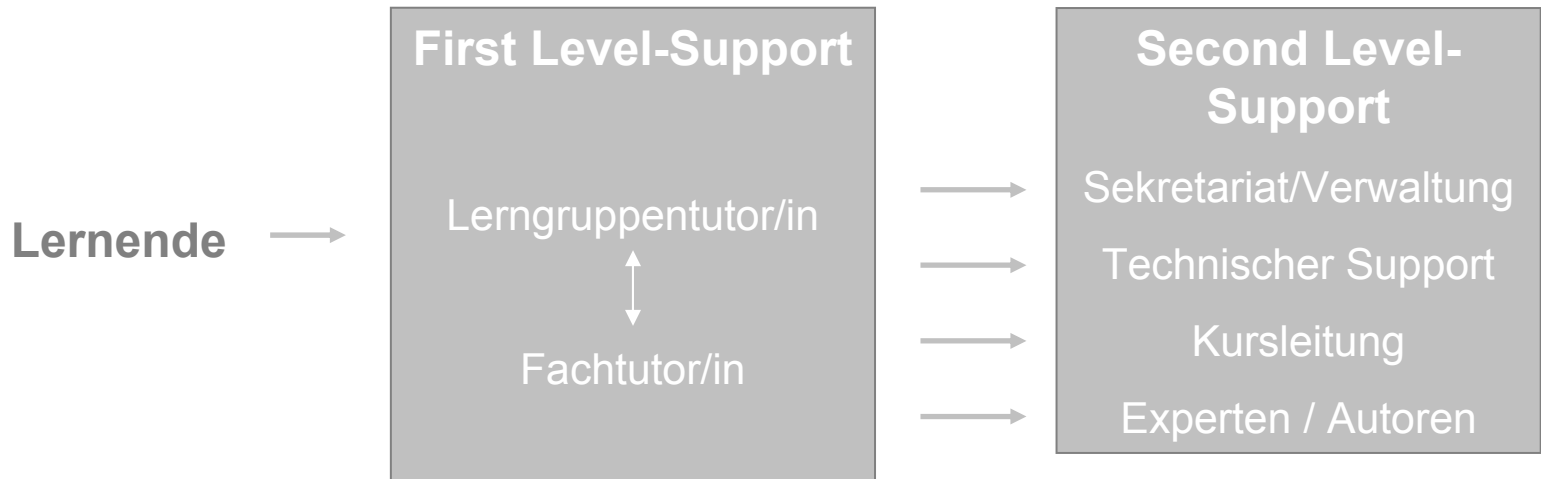 Lernende
First Level-Support
Lerngruppentutor/in
Fachtutor/in
Second Level-
Support
Sekretariat/Verwaltung
Technischer Support
Kursleitung
Experten / Autoren